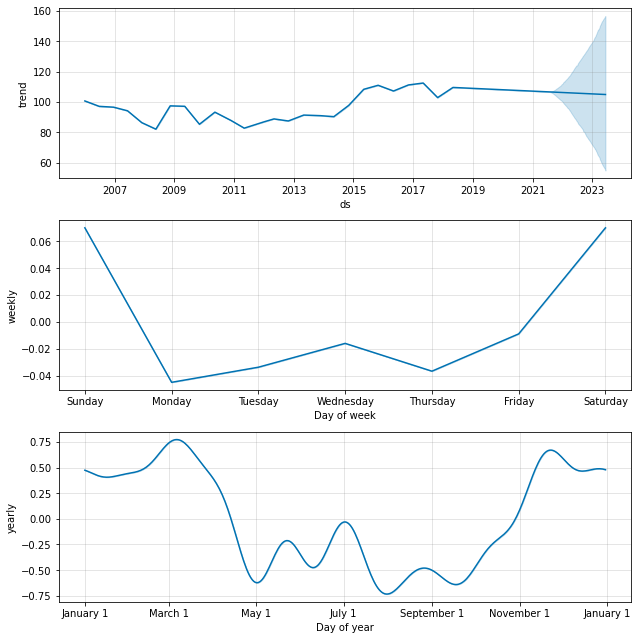 160
140
120
100
80
60
trend
2007 2009 2011 2013 2015 2017 2019 2021 2023
ds
0.06
0.04
0.02
0.00
−0.02
−0.04
weekly
Sunday Monday Tuesday Wednesday Thursday Friday Saturday
Day of week
0.75
0.50
0.25
0.00
−0.25
−0.50
−0.75
yearly
January 1 March 1 May 1 July 1 September 1 November 1 January 1
Day of year